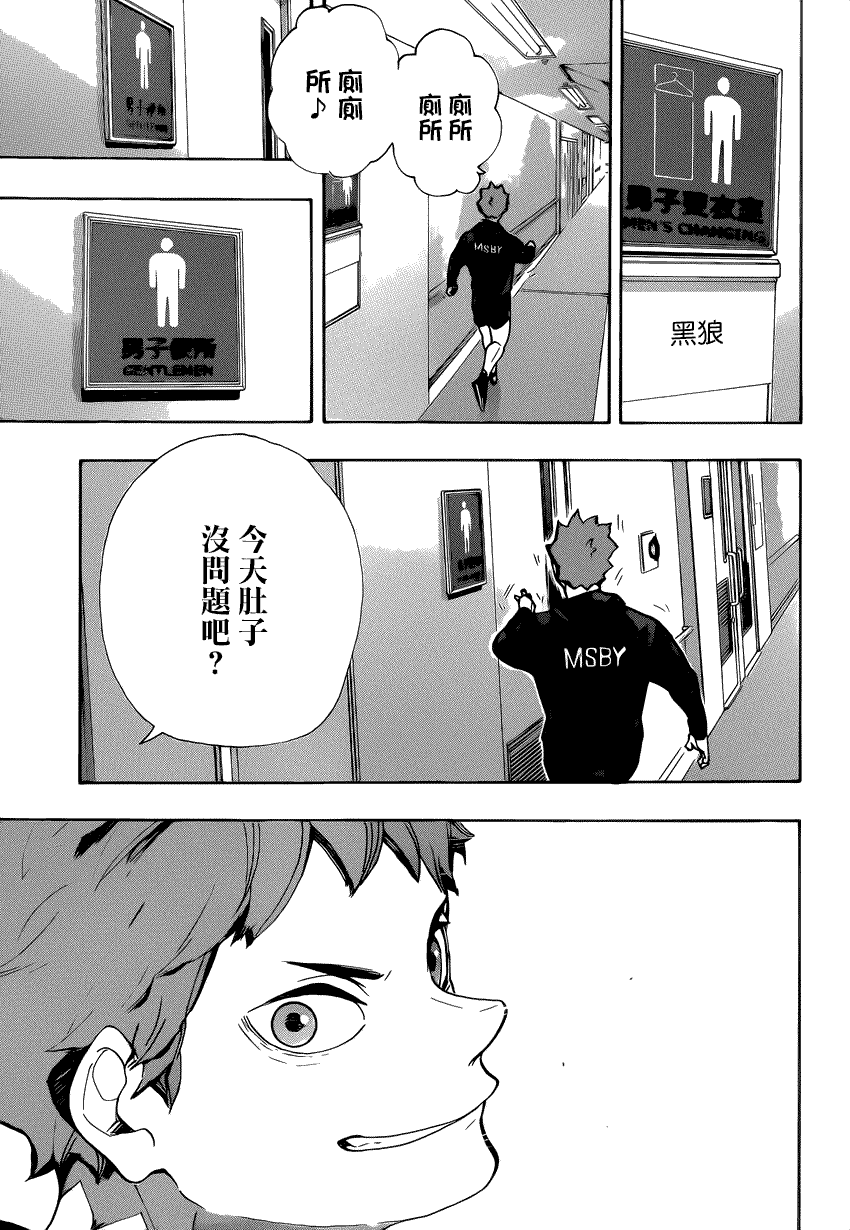 男子更衣室
MEN'S CHANGING
黑狼
廁所
廁所
廁廁
所♪
MSBY
男子便所
GENTLEMEN
今天肚子
沒問題吧？
MSBY